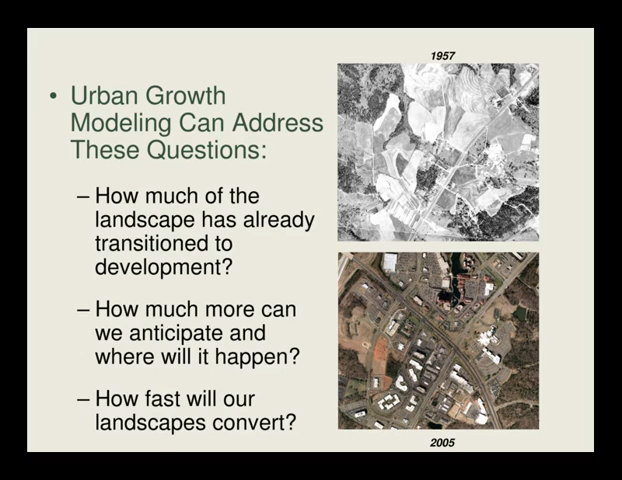 1957
• Urban Growth
Modeling Can Address
These Questions:
– How much of the
landscape has already
transitioned to
development?
– How much more can
we anticipate and
where will it happen?
– How fast will our
landscapes convert?
2005